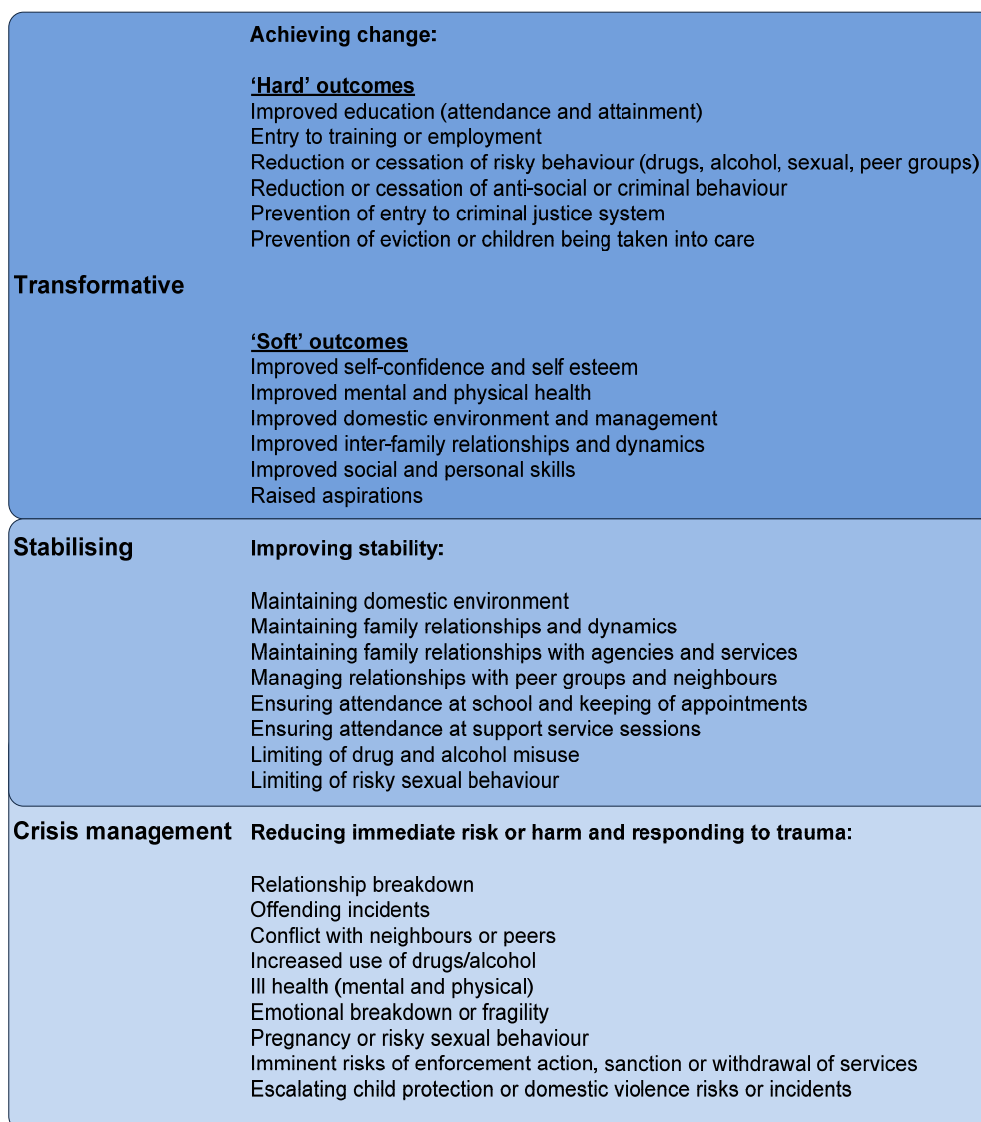 Achieving change:
‘Hard’ outcomes
Improved education (attendance and attainment)
Entry to training or employment
Reduction or cessation of risky behaviour (drugs, alcohol, sexual, peer groups)
Reduction or cessation of anti-social or criminal behaviour
Prevention of entry to criminal justice system
Prevention of eviction or children being taken into care
Transformative
‘Soft’ outcomes
Improved self-confidence and self esteem
Improved mental and physical health
Improved domestic environment and management
Improved inter-family relationships and dynamics
Improved social and personal skills
Raised aspirations
Stabilising Improving stability:
Maintaining domestic environment
Maintaining family relationships and dynamics
Maintaining family relationships with agencies and services
Managing relationships with peer groups and neighbours
Ensuring attendance at school and keeping of appointments
Ensuring attendance at support service sessions
Limiting of drug and alcohol misuse
Limiting of risky sexual behaviour
Crisis management Reducing immediate risk or harm and responding to trauma:
Relationship breakdown
Offending incidents
Conflict with neighbours or peers
Increased use of drugs/alcohol
Ill health (mental and physical)
Emotional breakdown or fragility
Pregnancy or risky sexual behaviour
Imminent risks of enforcement action, sanction or withdrawal of services
Escalating child protection or domestic violence risks or incidents